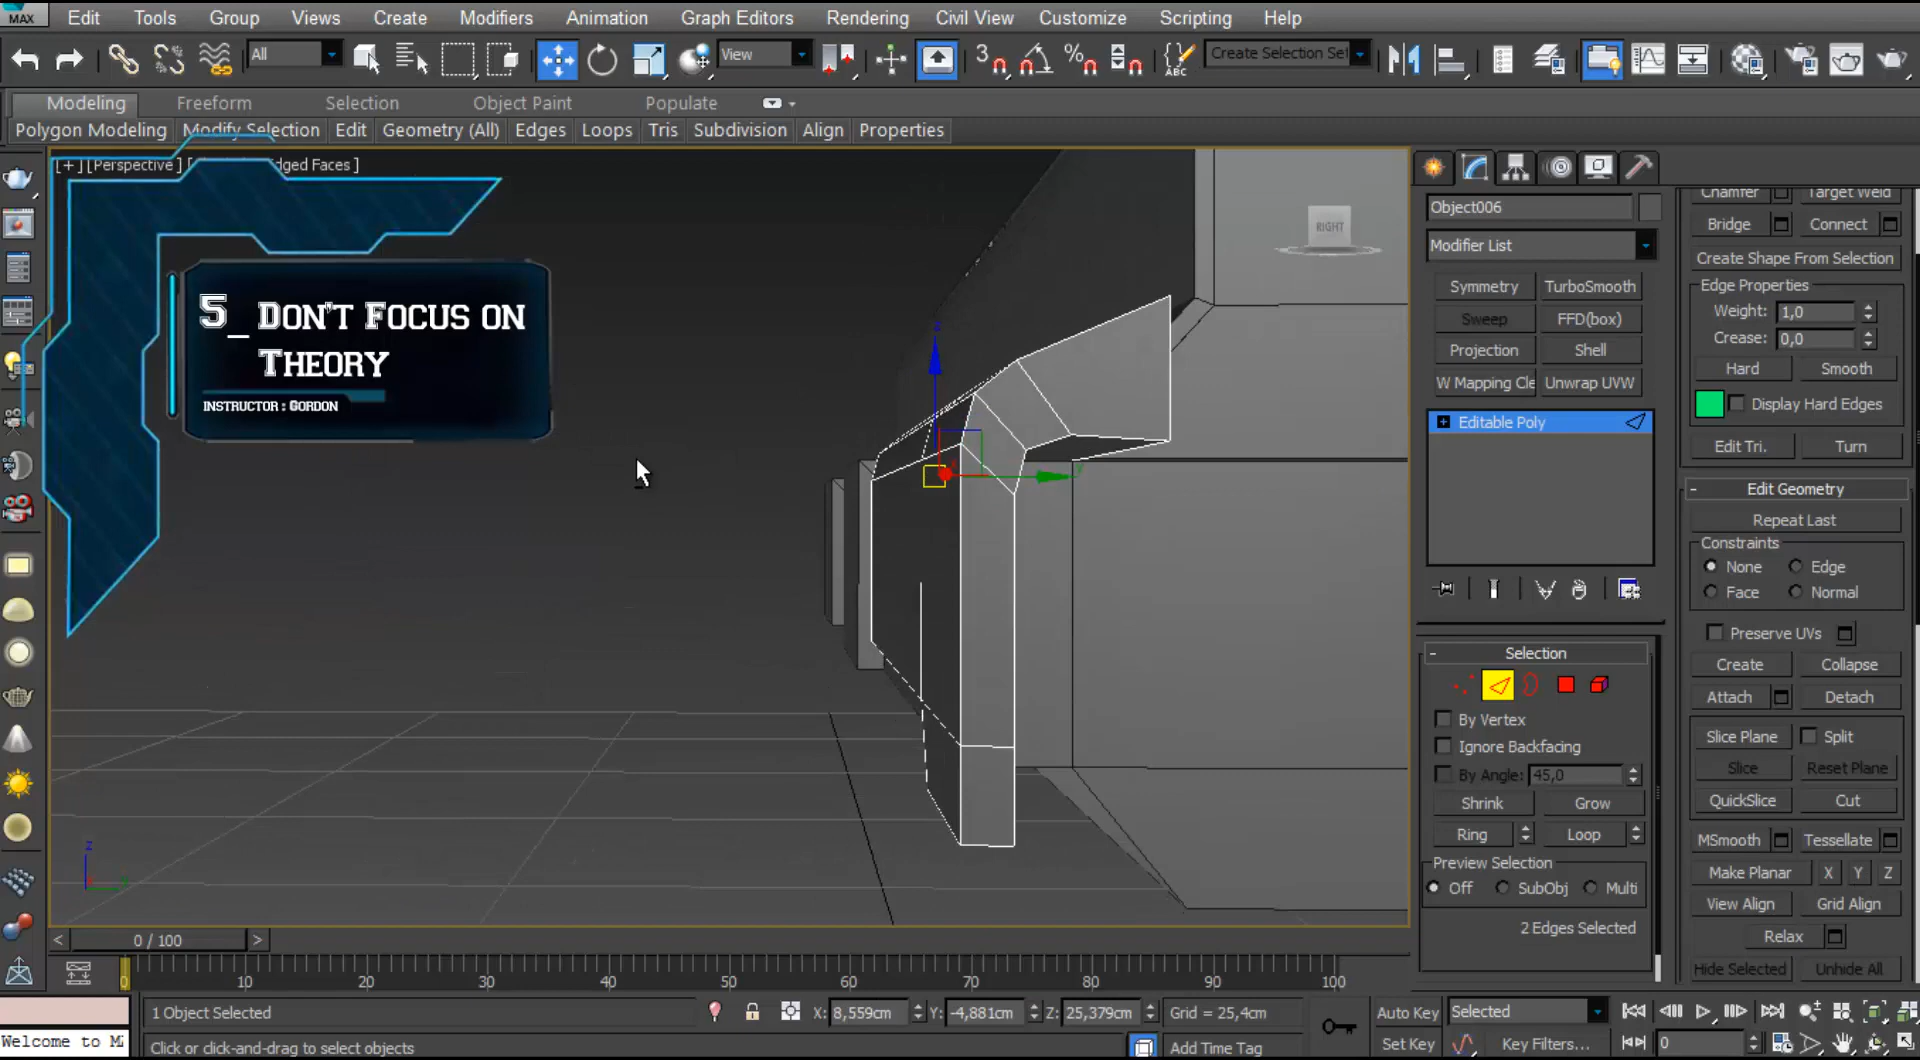 MAX Edit Tools Group Views Create Modifiers Animation Graph Editors Rendering Civil View Customize Scripting Help
All View Create Selection Set
Modeling Freeform Selection Object Paint Populate
Polygon Modeling Modify Selection Edit Geometry (All) Edges Loops Tris Subdivision Align Properties
[+] [Perspective] [ dged Faces ]
5_ Don't Focus on
Theory
Instructor : Gordon
RIGHT
z
y
z
0 / 100
0 10 20 30 40 50 60 70 80 90 100
1 Object Selected X: 8,559cm Y: -4,881cm Z: 25,379cm Grid = 25,4cm
Welcome to M
Click or click-and-drag to select objects
Add Time Tag
Auto Key Selected
Set Key Key Filters... 0
Object006
Modifier List
Symmetry TurboSmooth
Sweep FFD(box)
Projection Shell
W Mapping Cle Unwrap UVW
Editable Poly
Selection
By Vertex
Ignore Backfacing
By Angle: 45,0
Shrink Grow
Ring Loop
Preview Selection
Off SubObj Multi
2 Edges Selected
Chamfer Target Weld
Bridge Connect
Create Shape From Selection
Edge Properties
Weight: 1,0
Crease: 0,0
Hard Smooth
Display Hard Edges
Edit Tri. Turn
Edit Geometry
Repeat Last
Constraints
None Edge
Face Normal
Preserve UVs
Create Collapse
Attach Detach
Slice Plane Split
Slice Reset Plane
QuickSlice Cut
MSmooth Tessellate
Make Planar X Y Z
View Align Grid Align
Relax
Hide Selected Unhide All